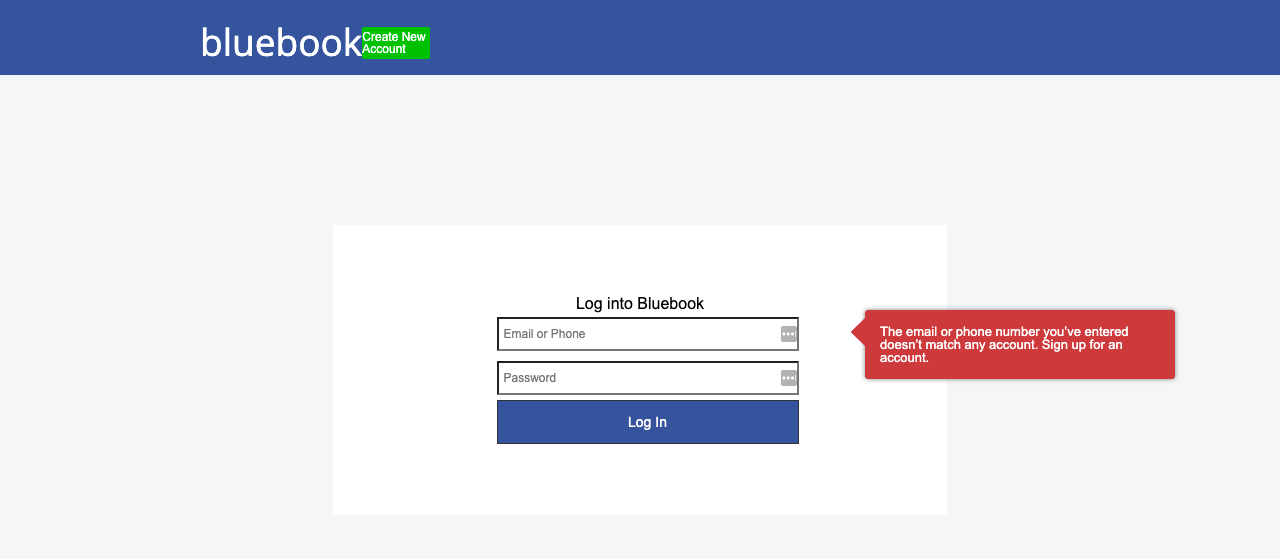 bluebook
Create New
Account
Log into Bluebook
Email or Phone
Password
Log In
The email or phone number you’ve entered
doesn’t match any account. Sign up for an
account.